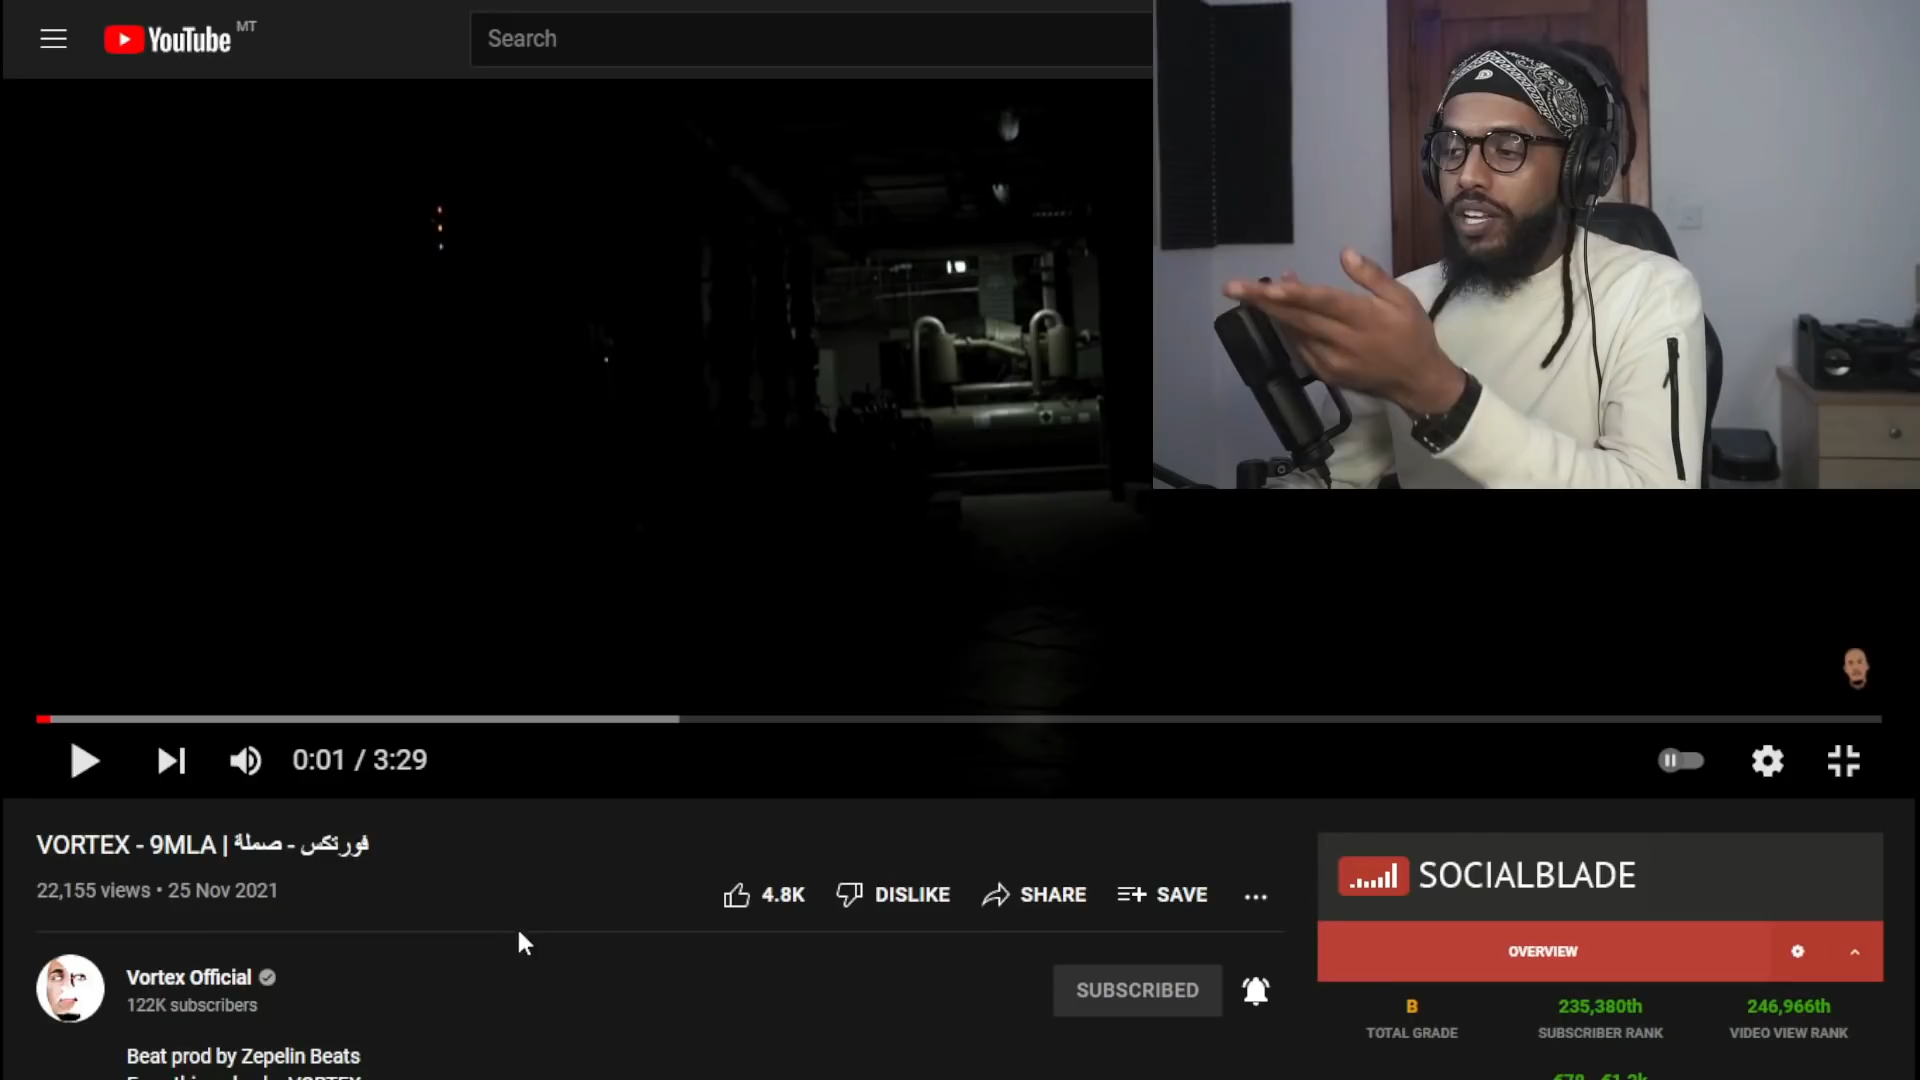 YouTube MT
Search
0:01 / 3:29
VORTEX - 9MLA | فورتكس - صملة
22,155 views • 25 Nov 2021
4.8K
DISLIKE
SHARE
SAVE
Vortex Official
122K subscribers
SUBSCRIBED
Beat prod by Zepelin Beats
SOCIALBLADE
OVERVIEW
B
235,380th
246,966th
TOTAL GRADE
SUBSCRIBER RANK
VIDEO VIEW RANK